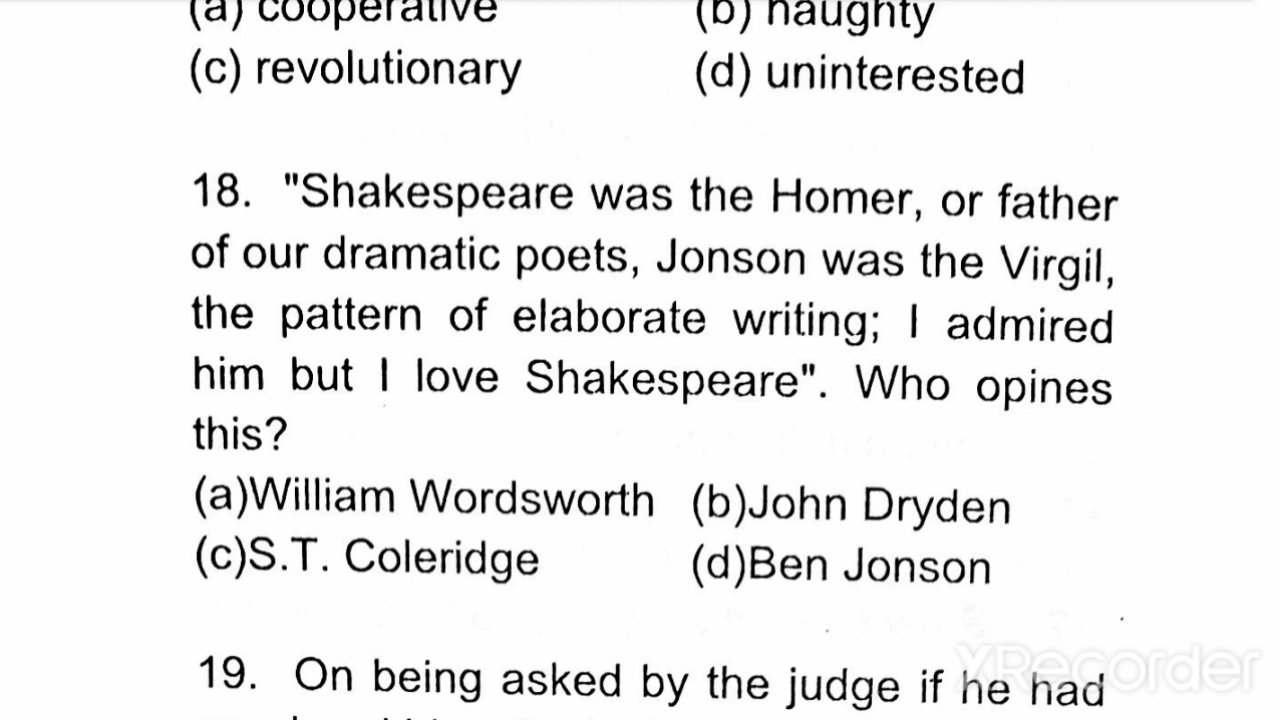 (a) cooperative (b) haughty
(c) revolutionary (d) uninterested
18. "Shakespeare was the Homer, or father
of our dramatic poets, Jonson was the Virgil,
the pattern of elaborate writing; I admired
him but I love Shakespeare". Who opines
this?
(a)William Wordsworth (b)John Dryden
(c)S.T. Coleridge (d)Ben Jonson
19. On being asked by the judge if he had
XRecorder